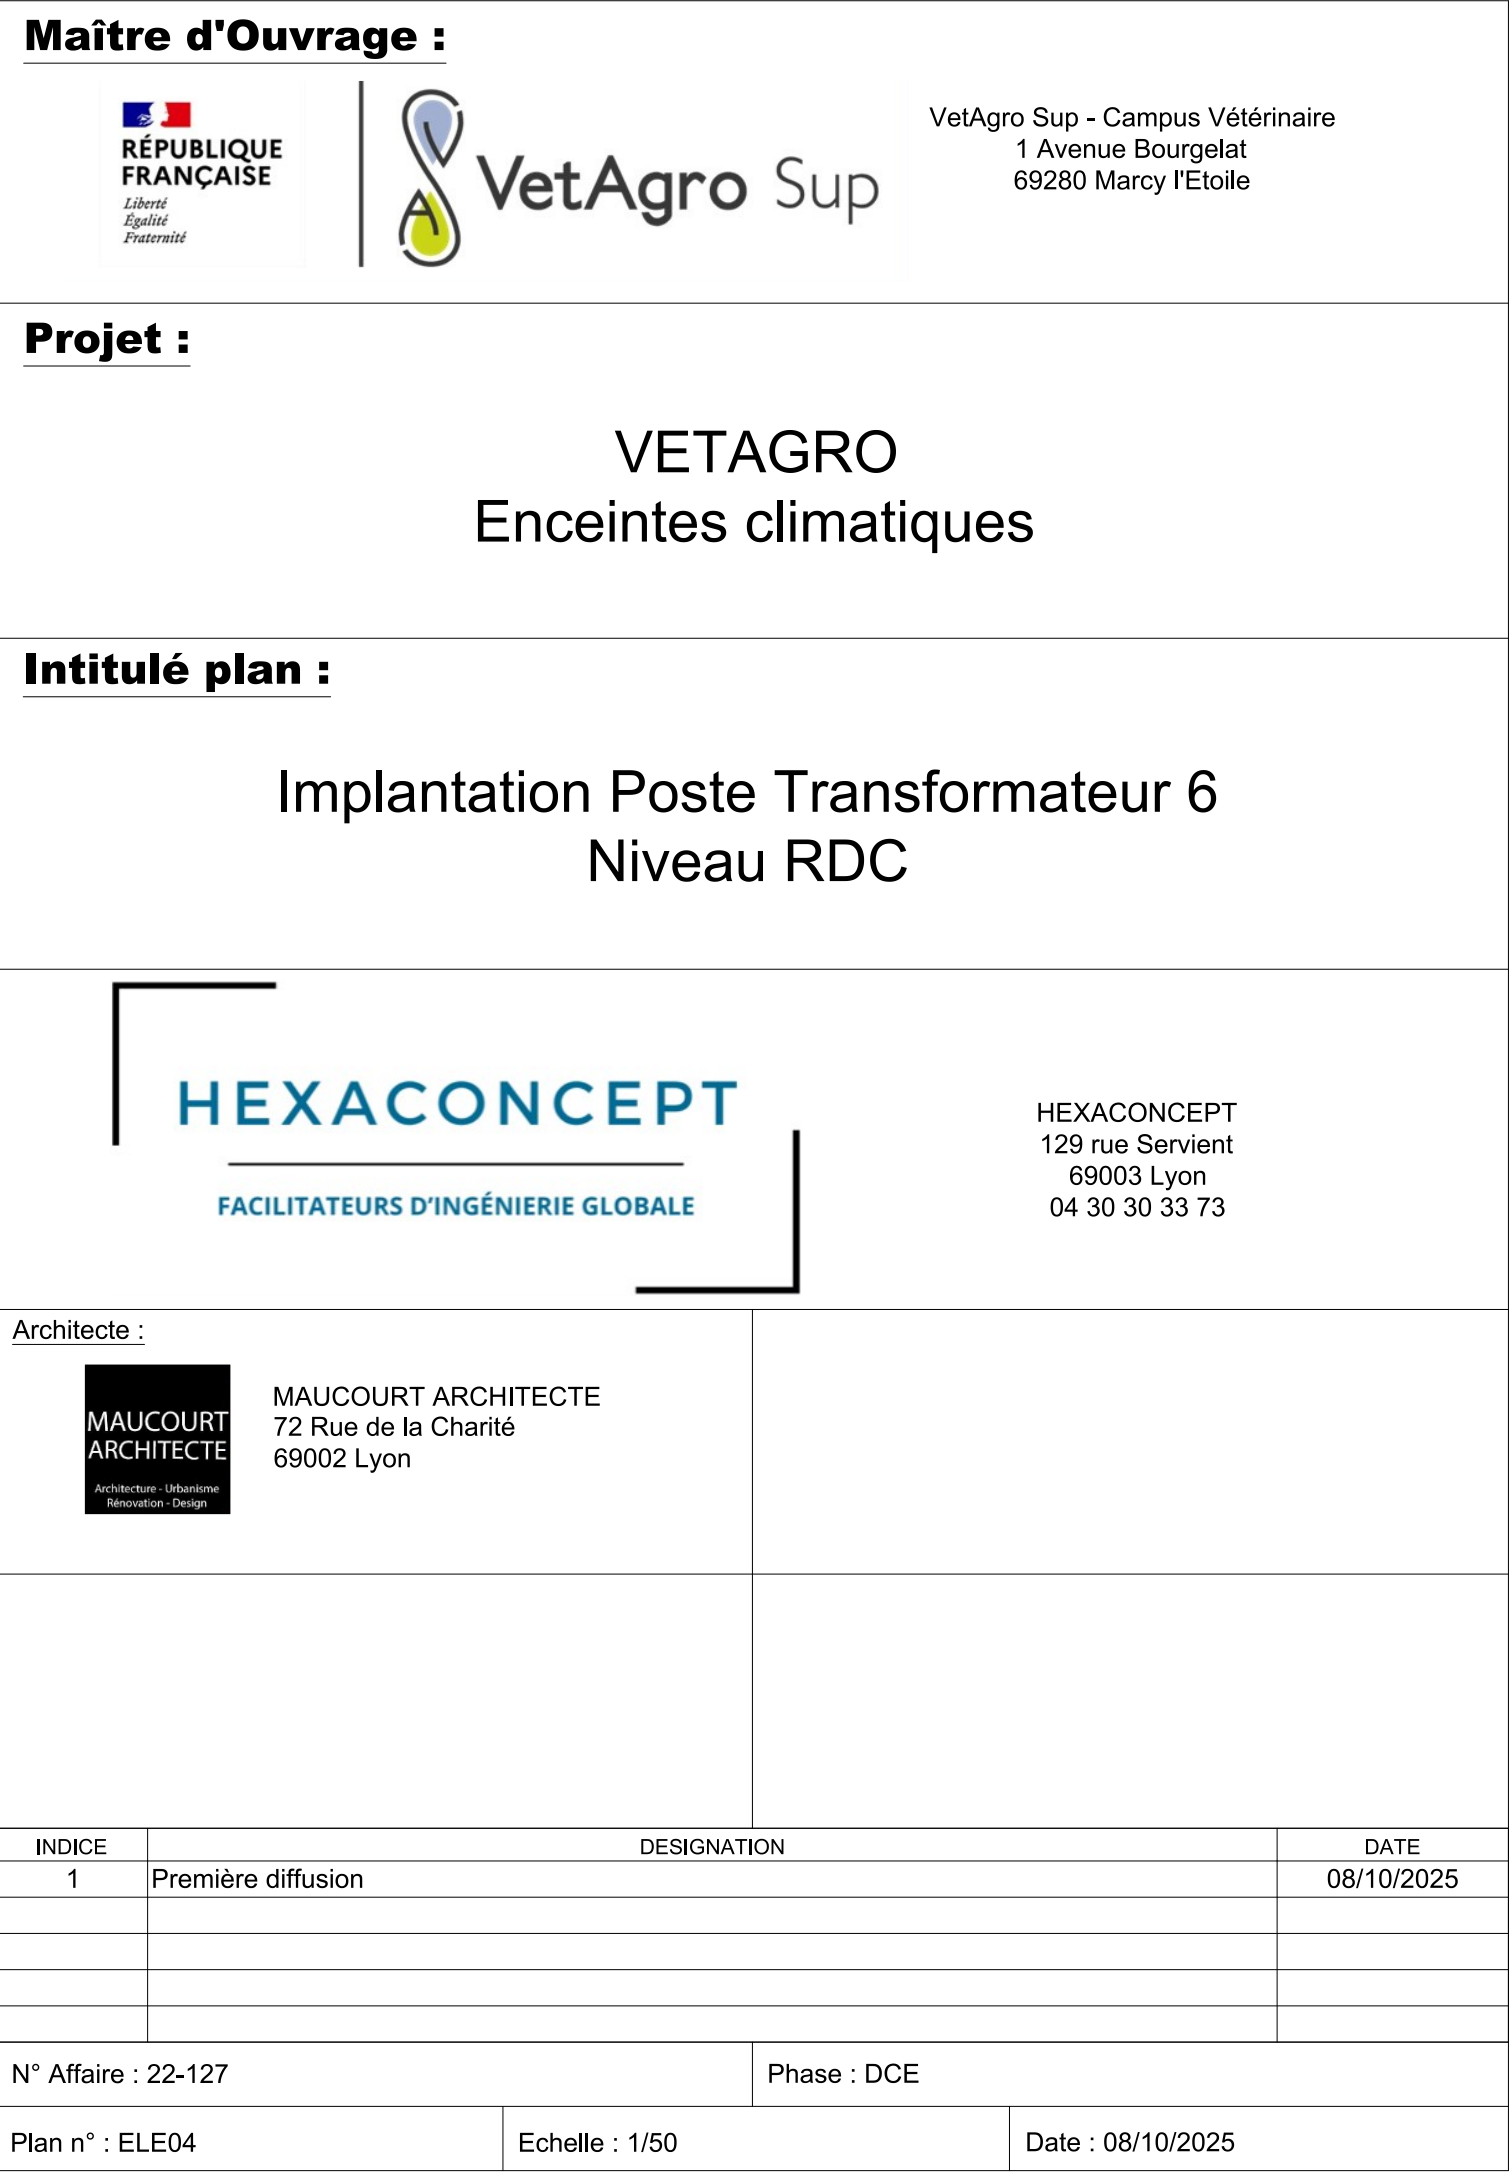 Maître d'Ouvrage :
RÉPUBLIQUE
FRANÇAISE
Liberté
Égalité
Fraternité
VetAgro Sup
VetAgro Sup - Campus Vétérinaire
1 Avenue Bourgelat
69280 Marcy l'Etoile
Projet :
VETAGRO
Enceintes climatiques
Intitulé plan :
Implantation Poste Transformateur 6
Niveau RDC
HEXACONCEPT
FACILITATEURS D'INGÉNIERIE GLOBALE
HEXACONCEPT
129 rue Servient
69003 Lyon
04 30 30 33 73
Architecte :
MAUCOURT
ARCHITECTE
Architecture - Urbanisme
Rénovation - Design
MAUCOURT ARCHITECTE
72 Rue de la Charité
69002 Lyon
INDICE DESIGNATION DATE
1 Première diffusion 08/10/2025
N° Affaire : 22-127 Phase : DCE
Plan n° : ELE04 Echelle : 1/50 Date : 08/10/2025